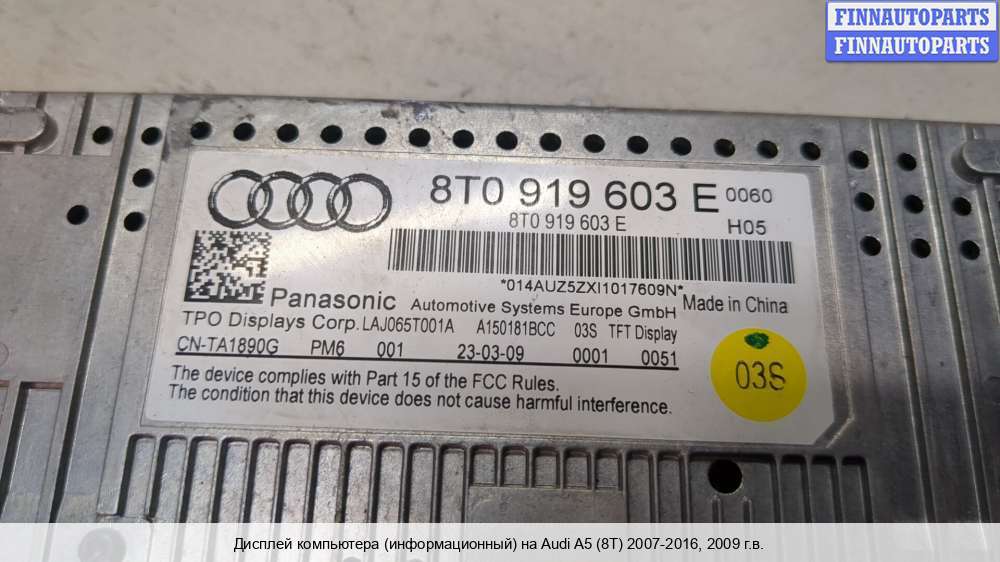 FINNAUTOPARTS
FINNAUTOPARTS
8T0 919 603 E 0060
8T0 919 603 E H05
*014AUZ5ZXI1017609N*
Panasonic Automotive Systems Europe GmbH Made in China
TPO Displays Corp. LAJ065T001A A150181BCC 03S TFT Display
CN-TA1890G PM6 001 23-03-09 0001 0051
03S
The device complies with Part 15 of the FCC Rules.
The condition that this device does not cause harmful interference.
Дисплей компьютера (информационный) на Audi A5 (8T) 2007-2016, 2009 г.в.